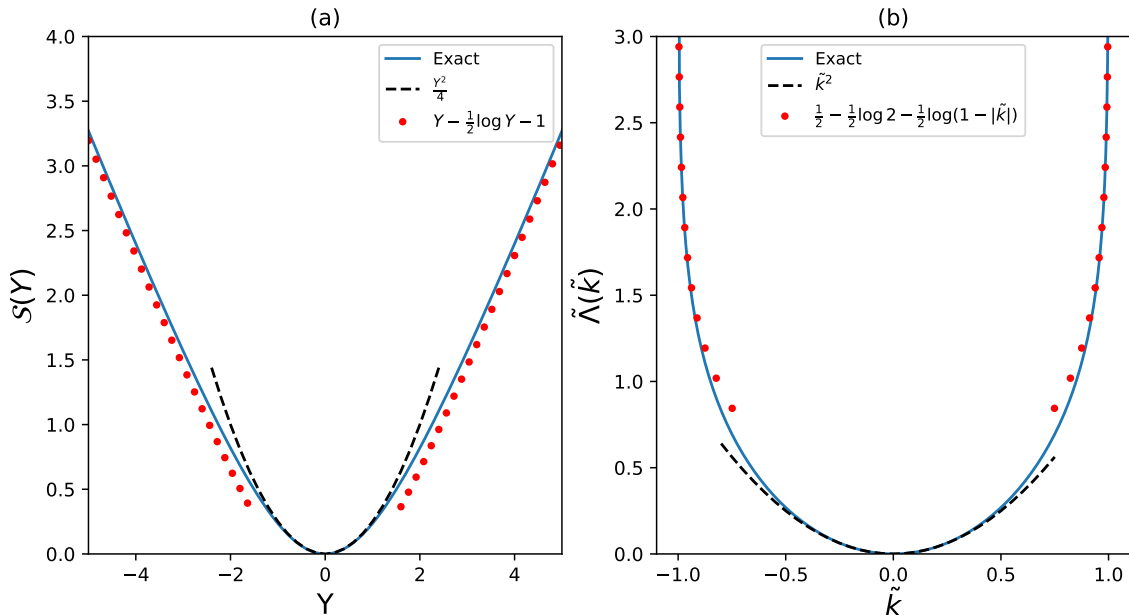 (a)
4.0
3.5
3.0
2.5
2.0
1.5
1.0
0.5
0.0
𝒮(Y)
Exact
Y²/4
Y − ½ log Y − 1
−4 −2 0 2 4
Y
(b)
3.0
2.5
2.0
1.5
1.0
0.5
0.0
Λ̃(k̃)
Exact
k̃²
½ − ½ log 2 − ½ log(1 − |k̃|)
−1.0 −0.5 0.0 0.5 1.0
k̃